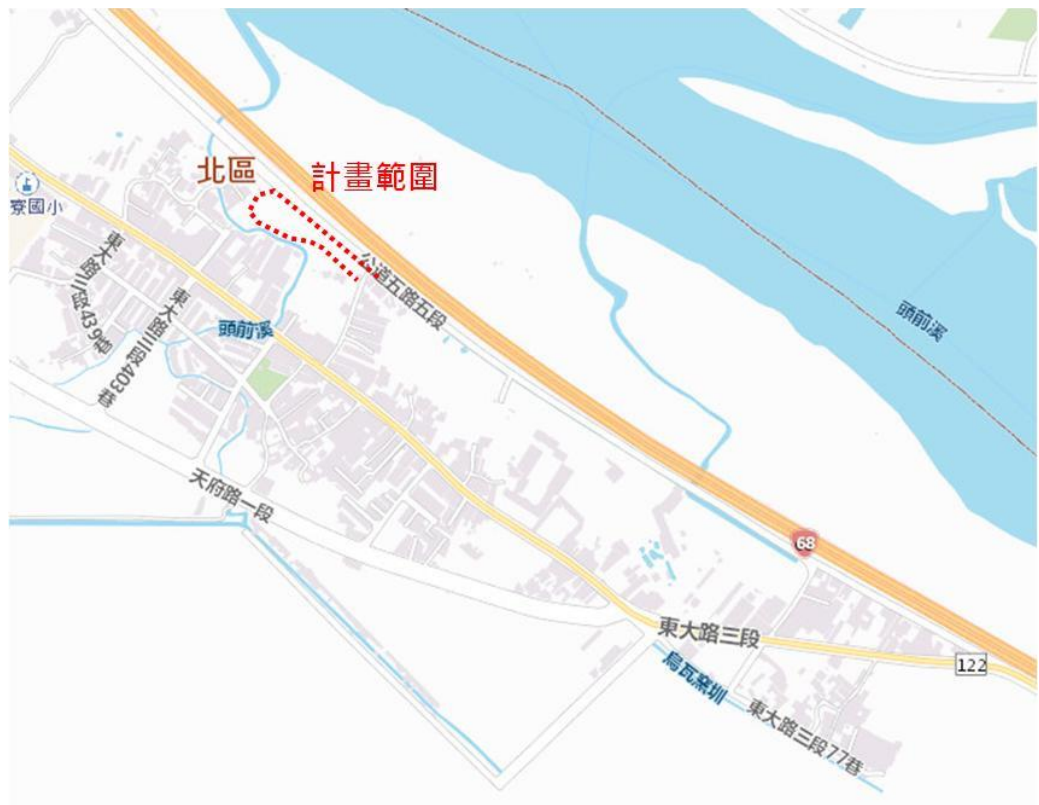 北區
計畫範圍
寮國小
公道五路五段
東大路三段439巷
東大路三段403巷
頭前溪
頭前溪
天府路一段
68
東大路三段
122
烏瓦窯圳
東大路三段77巷